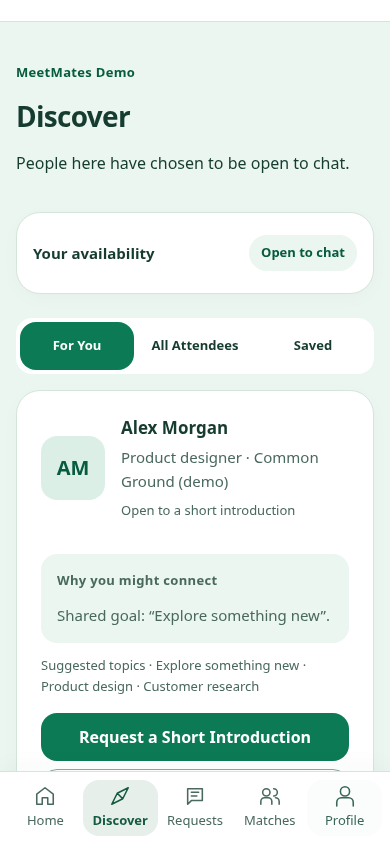 MeetMates Demo
Discover
People here have chosen to be open to chat.
Your availability
Open to chat
For You
All Attendees
Saved
AM
Alex Morgan
Product designer · Common
Ground (demo)
Open to a short introduction
Why you might connect
Shared goal: “Explore something new”.
Suggested topics · Explore something new ·
Product design · Customer research
Request a Short Introduction
Home
Discover
Requests
Matches
Profile